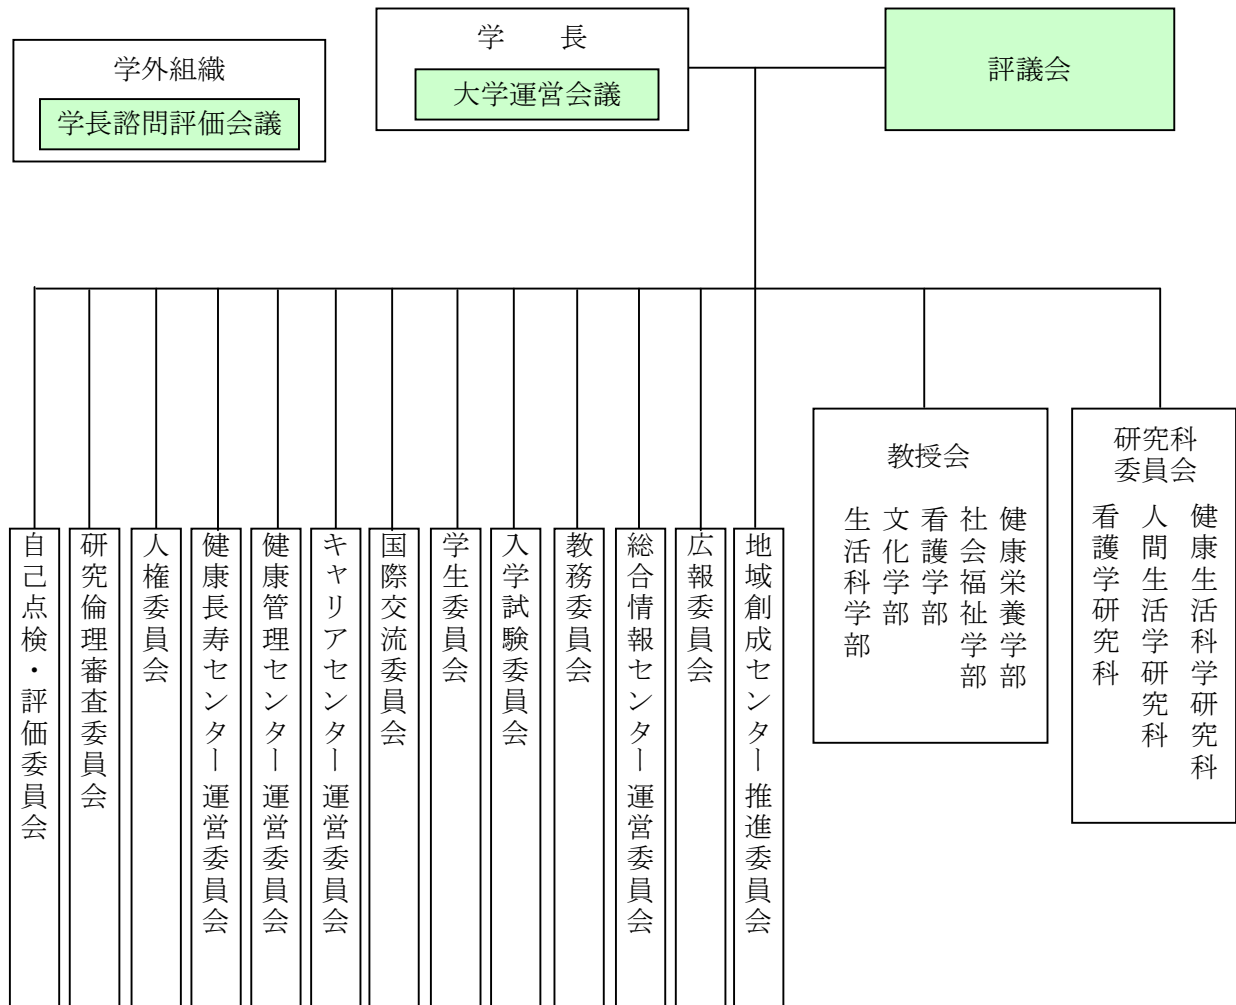 学外組織
学長諮問評価会議
学　長
大学運営会議
評議会
教授会
健康栄養学部
社会福祉学部
看護学部
文化学部
生活科学部
研究科
委員会
健康生活科学研究科
人間生活学研究科
看護学研究科
地域創成センター推進委員会
広報委員会
総合情報センター運営委員会
教務委員会
入学試験委員会
学生委員会
国際交流委員会
キャリアセンター運営委員会
健康管理センター運営委員会
健康長寿センター運営委員会
人権委員会
研究倫理審査委員会
自己点検・評価委員会